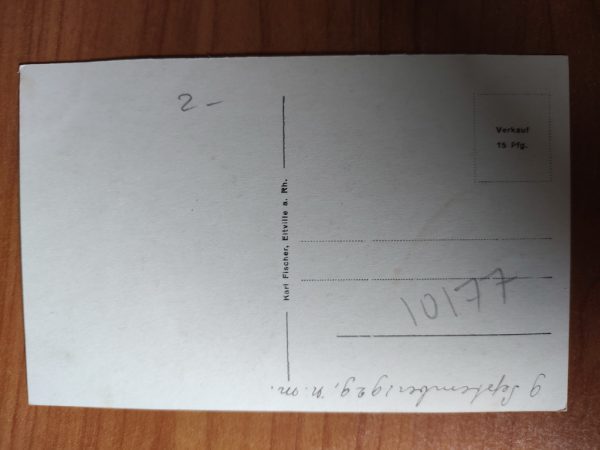 2 –
Verkauf
15 Pfg.
Karl Fischer, Eltville a. Rh.
10177
9 September 1929, n. m.